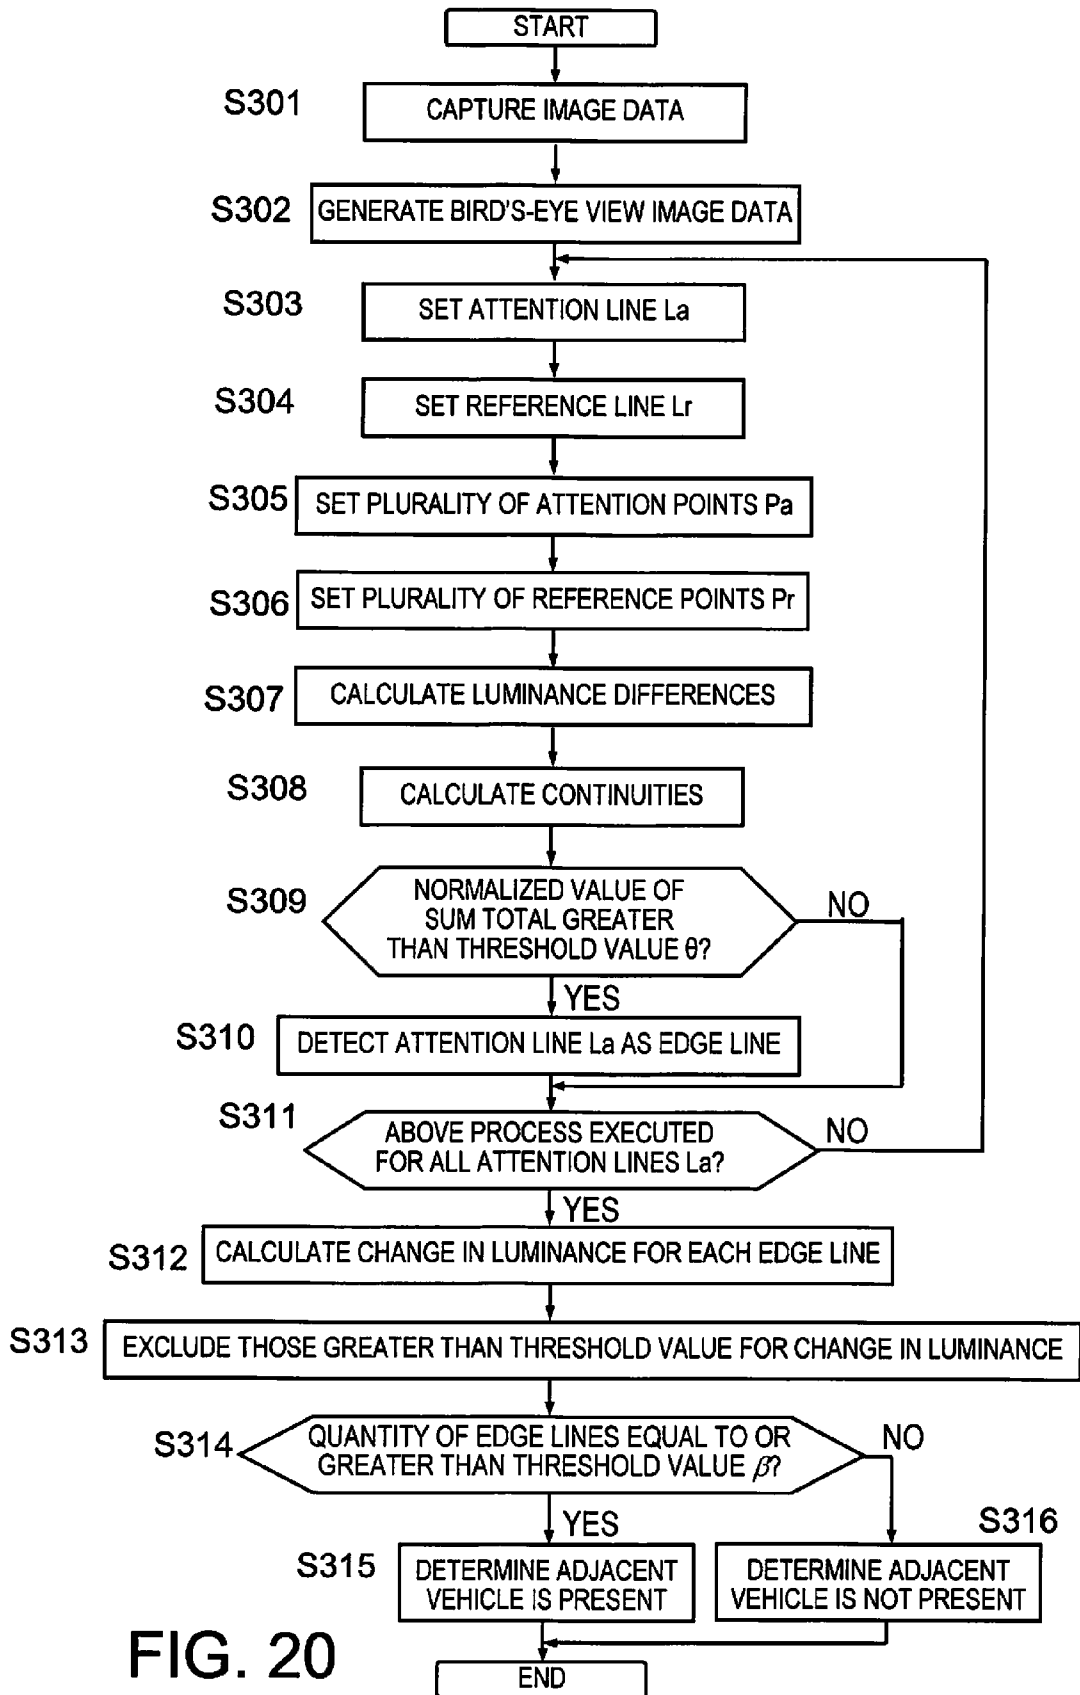 START
S301
CAPTURE IMAGE DATA
S302
GENERATE BIRD'S-EYE VIEW IMAGE DATA
S303
SET ATTENTION LINE La
S304
SET REFERENCE LINE Lr
S305
SET PLURALITY OF ATTENTION POINTS Pa
S306
SET PLURALITY OF REFERENCE POINTS Pr
S307
CALCULATE LUMINANCE DIFFERENCES
S308
CALCULATE CONTINUITIES
S309
NORMALIZED VALUE OF
SUM TOTAL GREATER
THAN THRESHOLD VALUE θ?
NO
YES
S310
DETECT ATTENTION LINE La AS EDGE LINE
S311
ABOVE PROCESS EXECUTED
FOR ALL ATTENTION LINES La?
NO
YES
S312
CALCULATE CHANGE IN LUMINANCE FOR EACH EDGE LINE
S313
EXCLUDE THOSE GREATER THAN THRESHOLD VALUE FOR CHANGE IN LUMINANCE
S314
QUANTITY OF EDGE LINES EQUAL TO OR
GREATER THAN THRESHOLD VALUE β?
NO
YES
S315
DETERMINE ADJACENT
VEHICLE IS PRESENT
S316
DETERMINE ADJACENT
VEHICLE IS NOT PRESENT
END
FIG. 20